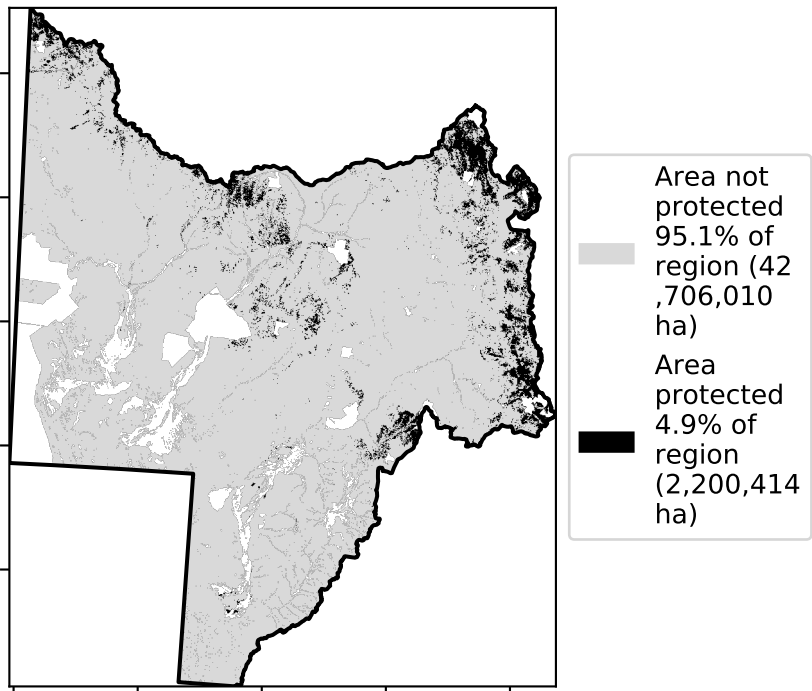 Area not
protected
95.1% of
region (42
,706,010
ha)
Area
protected
4.9% of
region
(2,200,414
ha)